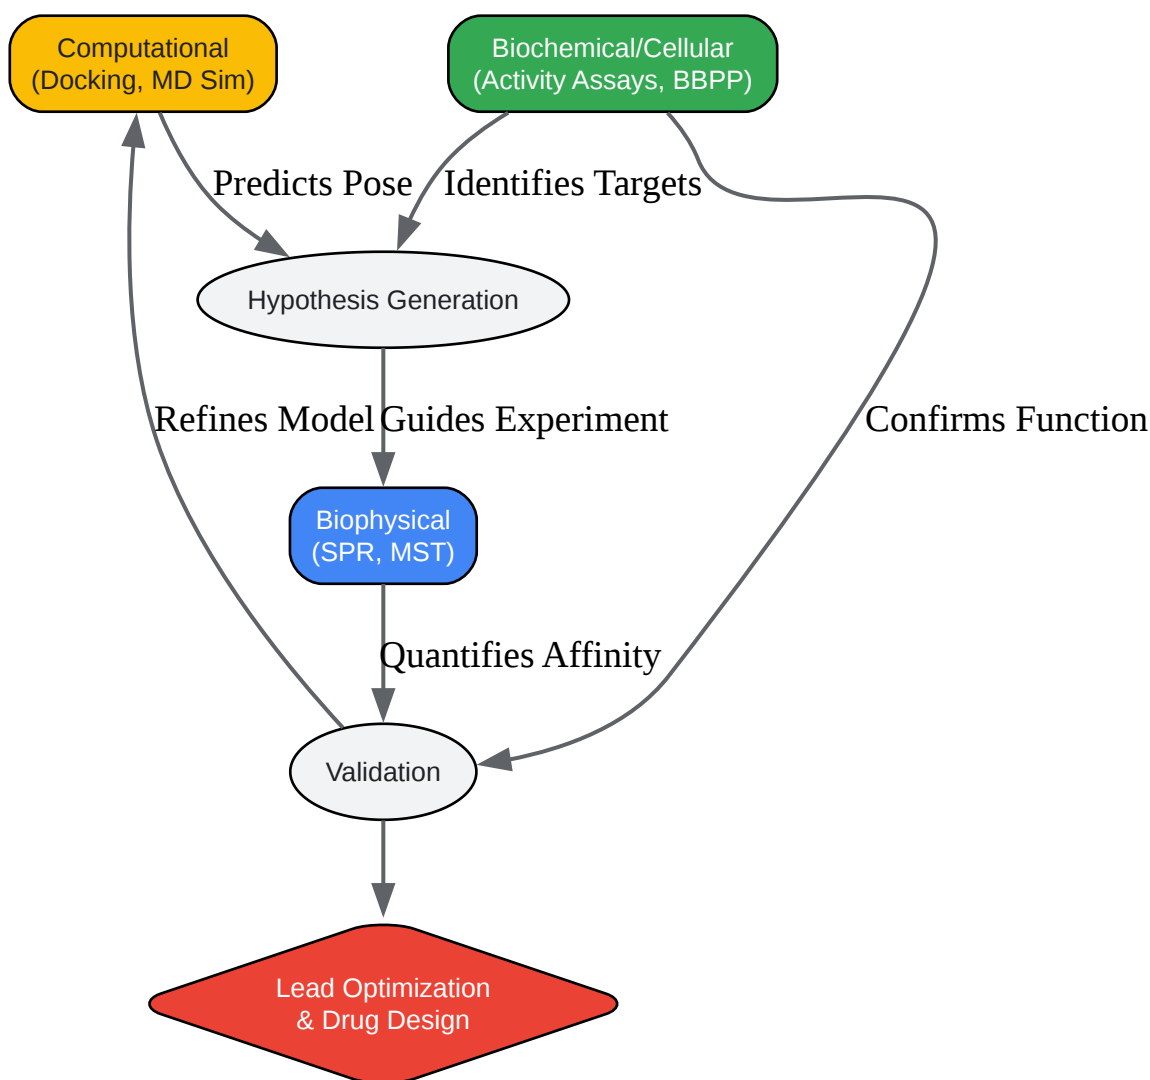 Computational
(Docking, MD Sim)
Biochemical/Cellular
(Activity Assays, BBPP)
Predicts Pose
Identifies Targets
Hypothesis Generation
Refines Model
Guides Experiment
Confirms Function
Biophysical
(SPR, MST)
Quantifies Affinity
Validation
Lead Optimization
& Drug Design